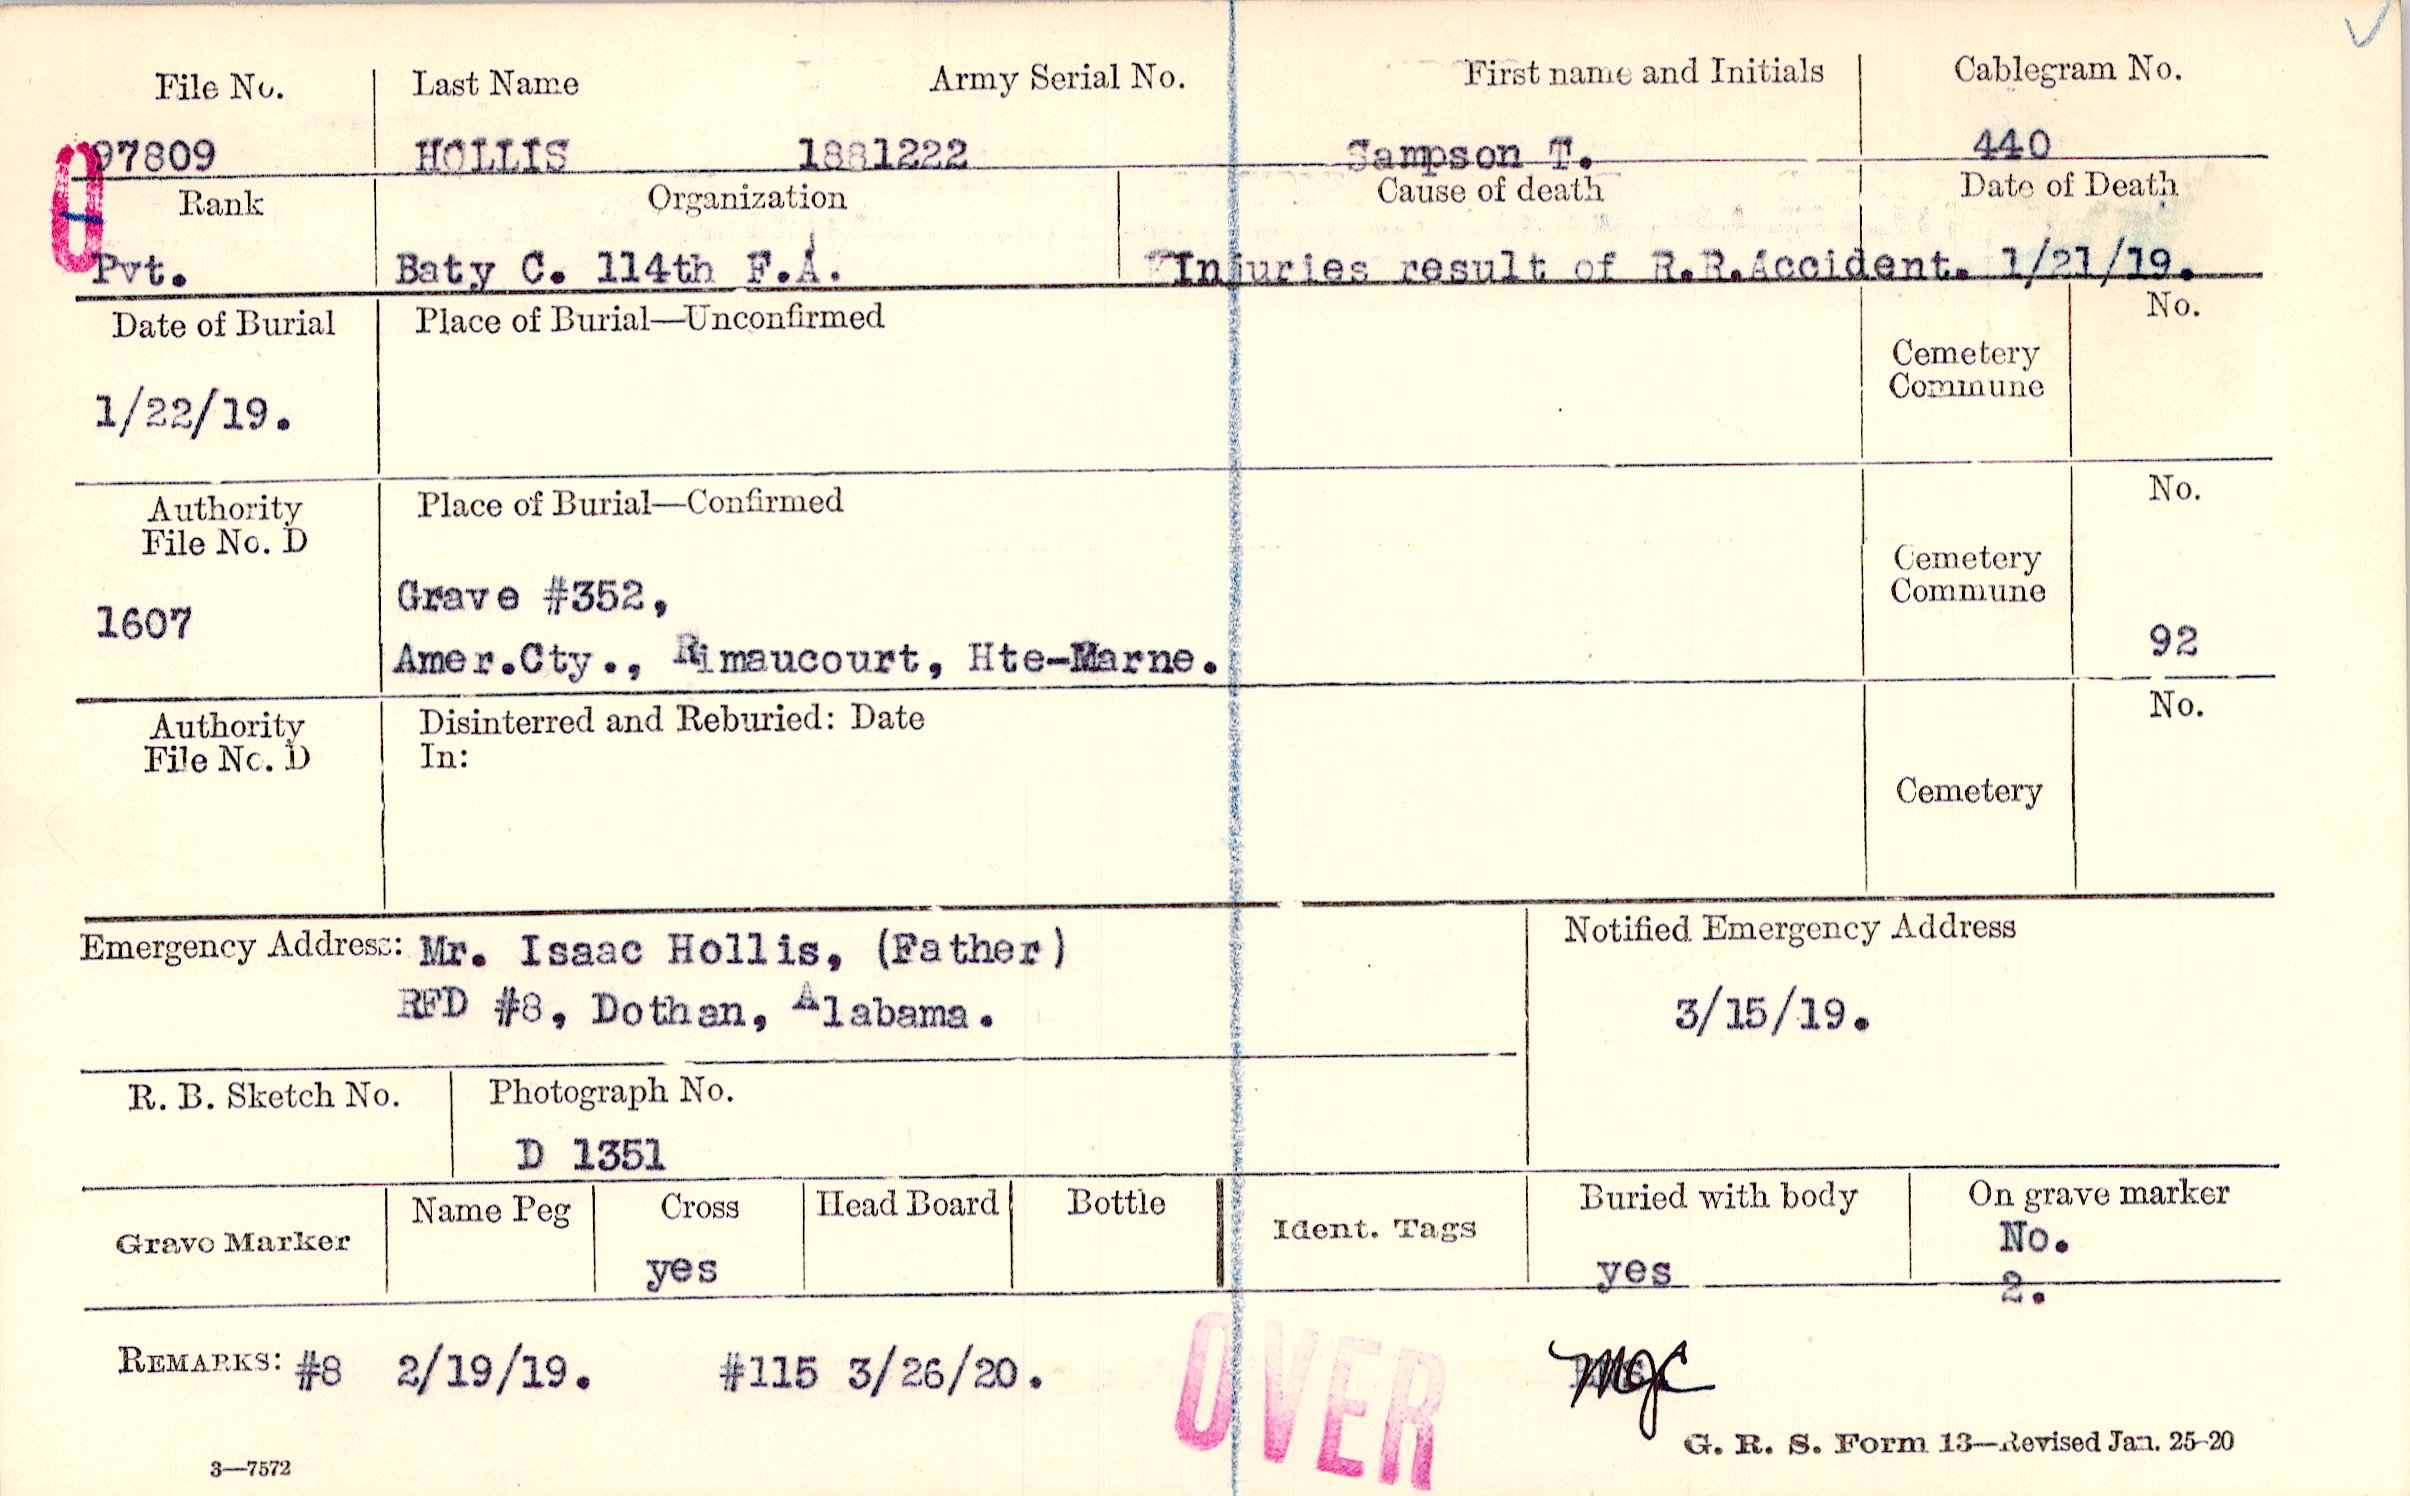 File No. Last Name Army Serial No. First name and Initials Cablegram No.
97809 HOLLIS 1881222 Sampson T. 440
Rank Organization Cause of death Date of Death
Pvt. Baty C. 114th F.A. Injuries result of R.R.Accident. 1/21/19.
Date of Burial Place of Burial—Unconfirmed No.
Cemetery
Commune
1/22/19.
Authority Place of Burial—Confirmed No.
File No. D
Cemetery
Commune
1607 Grave #352,
Amer.Cty., Rimaucourt, Hte-Marne. 92
Authority Disinterred and Reburied: Date No.
File No. D In:
Cemetery
Emergency Address: Mr. Isaac Hollis, (Father) Notified Emergency Address
RFD #8, Dothan, Alabama. 3/15/19.
R. B. Sketch No. Photograph No.
D 1351
Grave Marker Name Peg Cross Head Board Bottle Ident. Tags Buried with body On grave marker
yes yes No.
2.
REMARKS: #8 2/19/19. #115 3/26/20. MJC
OVER
G. R. S. Form 13—Revised Jan. 25-20
3—7572